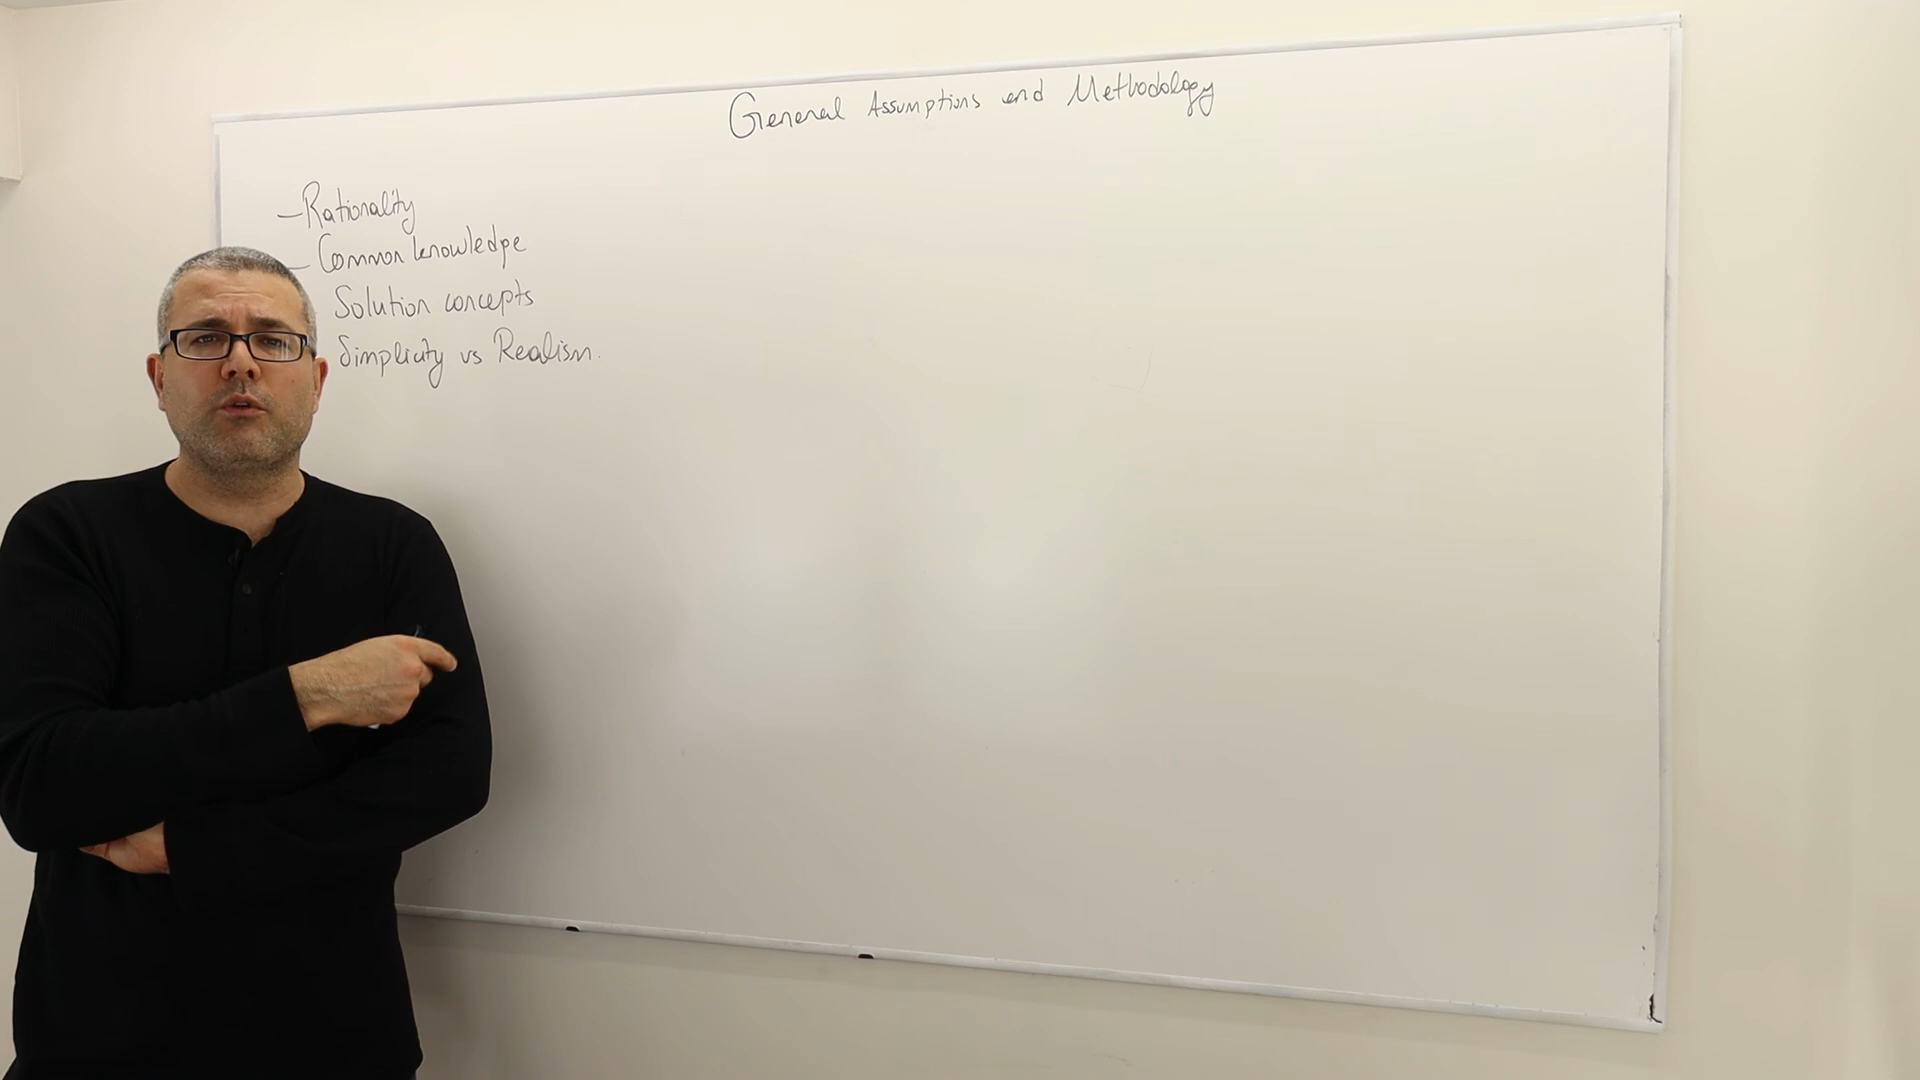 General Assumptions and Methodology
- Rationality
- Common knowledge
Solution concepts
Simplicity vs Realism.